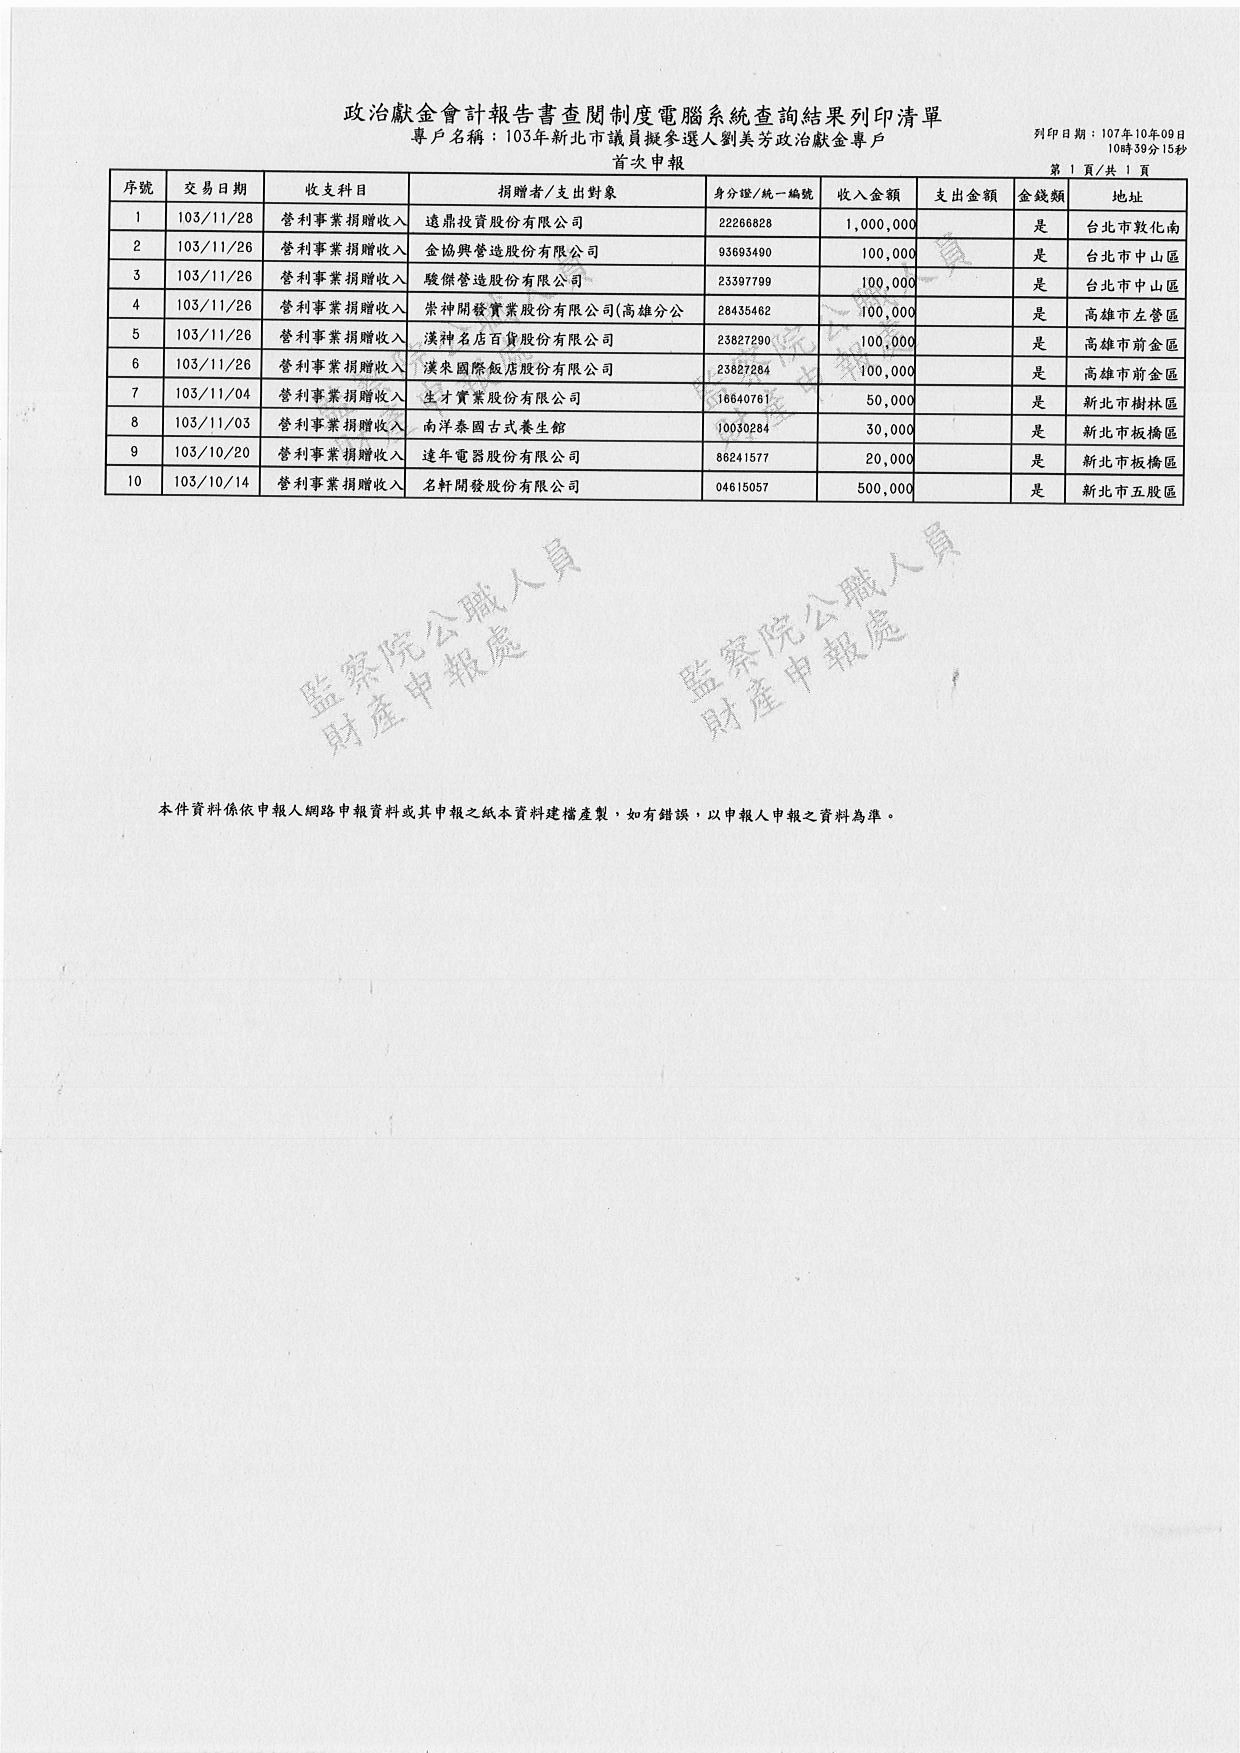 政治獻金會計報告書查閱制度電腦系統查詢結果列印清單
專戶名稱：103年新北市議員擬參選人劉美芳政治獻金專戶
列印日期：107年10年09日
10時39分15秒
首次申報
第 1 頁/共 1 頁
序號 交易日期 收支科目 捐贈者/支出對象 身分證/統一編號 收入金額 支出金額 金錢類 地址
1 103/11/28 營利事業捐贈收入 遠鼎投資股份有限公司 22266828 1,000,000 是 台北市敦化南
2 103/11/26 營利事業捐贈收入 金協興營造股份有限公司 93693490 100,000 是 台北市中山區
3 103/11/26 營利事業捐贈收入 駿傑營造股份有限公司 23397799 100,000 是 台北市中山區
4 103/11/26 營利事業捐贈收入 崇神開發實業股份有限公司(高雄分公 28435462 100,000 是 高雄市左營區
5 103/11/26 營利事業捐贈收入 漢神名店百貨股份有限公司 23827290 100,000 是 高雄市前金區
6 103/11/26 營利事業捐贈收入 漢來國際飯店股份有限公司 23827284 100,000 是 高雄市前金區
7 103/11/04 營利事業捐贈收入 生才實業股份有限公司 16640761 50,000 是 新北市樹林區
8 103/11/03 營利事業捐贈收入 南洋泰國古式養生館 10030284 30,000 是 新北市板橋區
9 103/10/20 營利事業捐贈收入 達年電器股份有限公司 86241577 20,000 是 新北市板橋區
10 103/10/14 營利事業捐贈收入 名軒開發股份有限公司 04615057 500,000 是 新北市五股區
監察院公職人員
財產申報處
監察院公職人員
財產申報處
監察院公職人員
財產申報處
監察院公職人員
財產申報處
本件資料係依申報人網路申報資料或其申報之紙本資料建檔產製，如有錯誤，以申報人申報之資料為準。